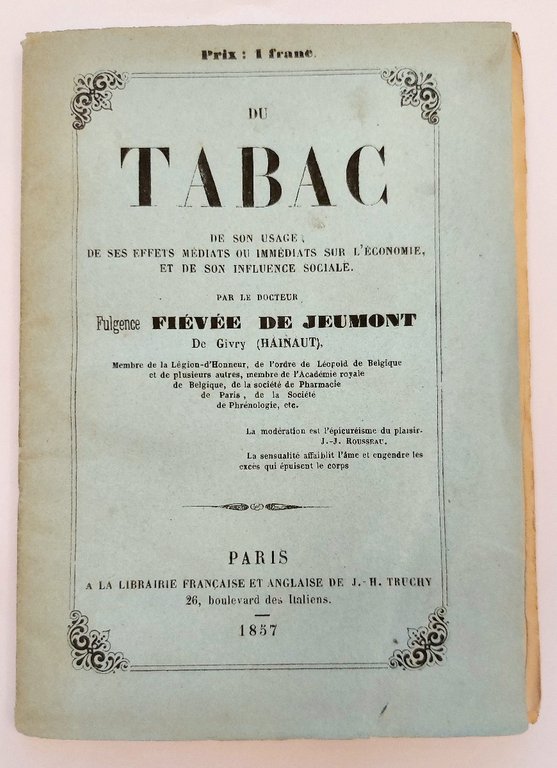 Prix : 1 franc.
DU
TABAC
DE SON USAGE,
DE SES EFFETS MÉDIATS OU IMMÉDIATS SUR L'ÉCONOMIE,
ET DE SON INFLUENCE SOCIALE.
PAR LE DOCTEUR
Fulgence FIÉVÉE DE JEUMONT
De Givry (HAINAUT).
Membre de la Légion-d'Honneur, de l'ordre de Léopold de Belgique
et de plusieurs autres, membre de l'Académie royale
de Belgique, de la société de Pharmacie
de Paris, de la Société
de Phrénologie, etc.
La modération est l'épicuréisme du plaisir.
J.-J. ROUSSEAU.
La sensualité affaiblit l'âme et engendre les
excès qui épuisent le corps
PARIS
A LA LIBRAIRIE FRANÇAISE ET ANGLAISE DE J.-H. TRUCHY
26, boulevard des Italiens.
1857